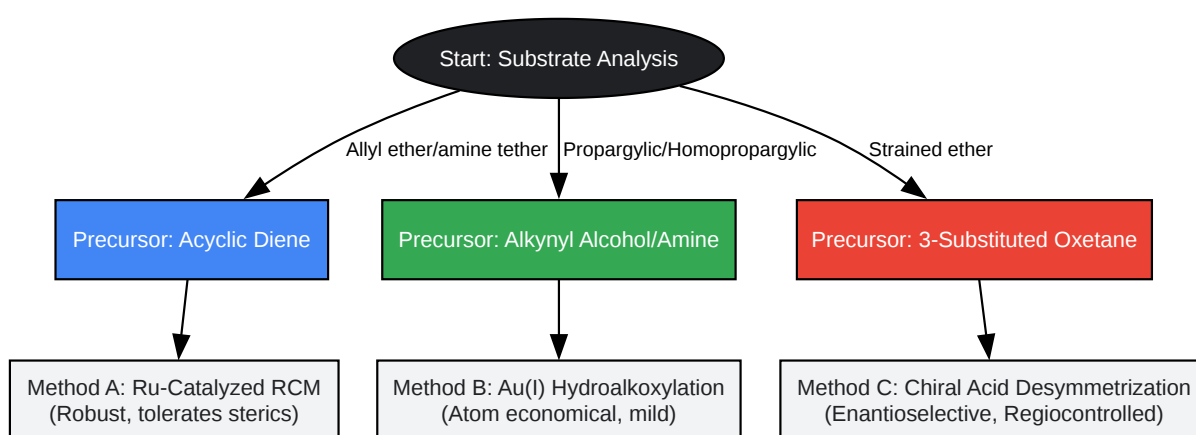 Start: Substrate Analysis
Allyl ether/amine tether
Propargylic/Homopropargylic
Strained ether
Precursor: Acyclic Diene
Precursor: Alkynyl Alcohol/Amine
Precursor: 3-Substituted Oxetane
Method A: Ru-Catalyzed RCM
(Robust, tolerates sterics)
Method B: Au(I) Hydroalkoxylation
(Atom economical, mild)
Method C: Chiral Acid Desymmetrization
(Enantioselective, Regiocontrolled)